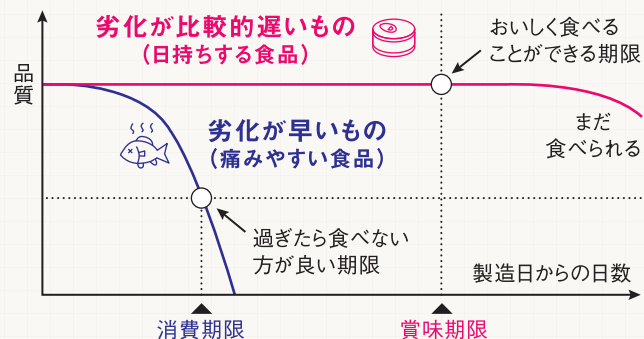 劣化が比較的遅いもの
（日持ちする食品）
おいしく食べる
ことができる期限
品質
劣化が早いもの
（痛みやすい食品）
まだ
食べられる
過ぎたら食べない
方が良い期限
製造日からの日数
消費期限
賞味期限